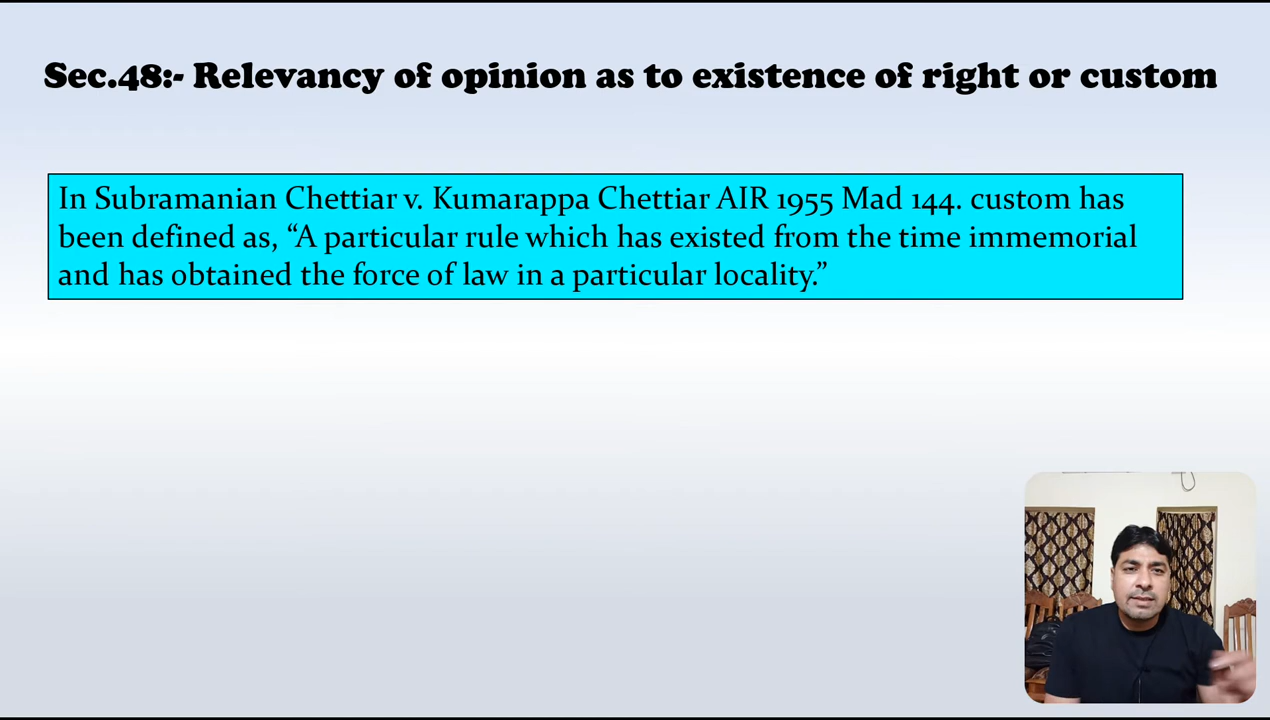 Sec.48:- Relevancy of opinion as to existence of right or custom
In Subramanian Chettiar v. Kumarappa Chettiar AIR 1955 Mad 144. custom has
been defined as, “A particular rule which has existed from the time immemorial
and has obtained the force of law in a particular locality.”